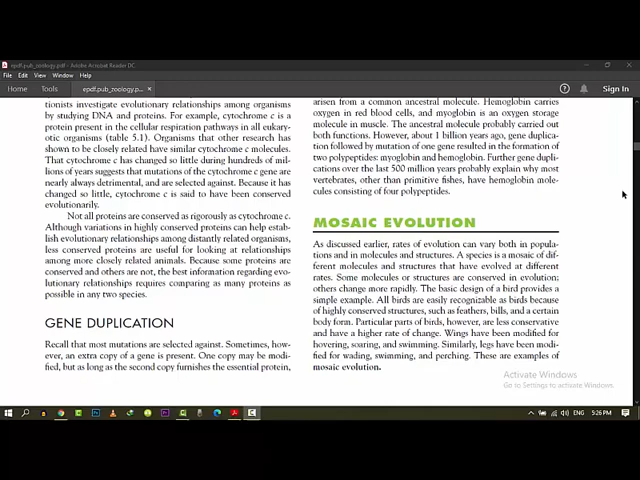 epdf.pub_zoology.pdf - Adobe Acrobat Reader DC
File Edit View Window Help
Home Tools epdf.pub_zoology.p... × Sign In
tionists investigate evolutionary relationships among organisms
by studying DNA and proteins. For example, cytochrome c is a
protein present in the cellular respiration pathways in all eukary-
otic organisms (table 5.1). Organisms that other research has
shown to be closely related have similar cytochrome c molecules.
That cytochrome c has changed so little during hundreds of mil-
lions of years suggests that mutations of the cytochrome c gene are
nearly always detrimental, and are selected against. Because it has
changed so little, cytochrome c is said to have been conserved
evolutionarily.
Not all proteins are conserved as rigorously as cytochrome c.
Although variations in highly conserved proteins can help estab-
lish evolutionary relationships among distantly related organisms,
less conserved proteins are useful for looking at relationships
among more closely related animals. Because some proteins are
conserved and others are not, the best information regarding evo-
lutionary relationships requires comparing as many proteins as
possible in any two species.
GENE DUPLICATION
Recall that most mutations are selected against. Sometimes, how-
ever, an extra copy of a gene is present. One copy may be modi-
fied, but as long as the second copy furnishes the essential protein,
arisen from a common ancestral molecule. Hemoglobin carries
oxygen in red blood cells, and myoglobin is an oxygen storage
molecule in muscle. The ancestral molecule probably carried out
both functions. However, about 1 billion years ago, gene duplica-
tion followed by mutation of one gene resulted in the formation of
two polypeptides: myoglobin and hemoglobin. Further gene dupli-
cations over the last 500 million years probably explain why most
vertebrates, other than primitive fishes, have hemoglobin mole-
cules consisting of four polypeptides.
MOSAIC EVOLUTION
As discussed earlier, rates of evolution can vary both in popula-
tions and in molecules and structures. A species is a mosaic of dif-
ferent molecules and structures that have evolved at different
rates. Some molecules or structures are conserved in evolution;
others change more rapidly. The basic design of a bird provides a
simple example. All birds are easily recognizable as birds because
of highly conserved structures, such as feathers, bills, and a certain
body form. Particular parts of birds, however, are less conservative
and have a higher rate of change. Wings have been modified for
hovering, soaring, and swimming. Similarly, legs have been modi-
fied for wading, swimming, and perching. These are examples of
mosaic evolution.
Activate Windows
Go to Settings to activate Windows.
ENG 5:26 PM